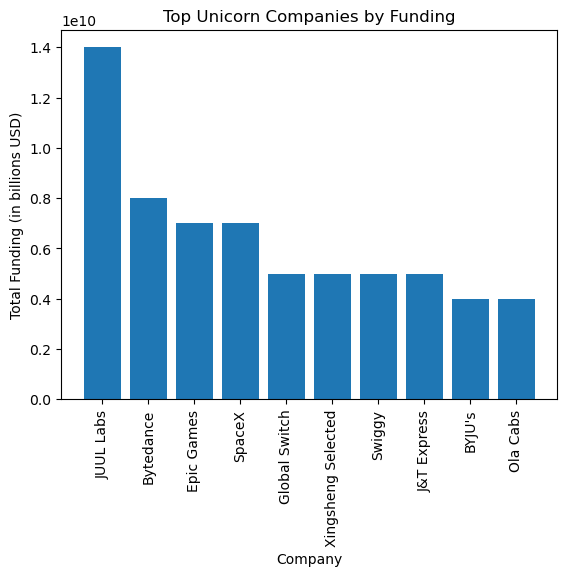 Top Unicorn Companies by Funding
1e10
Total Funding (in billions USD)
1.4
1.2
1.0
0.8
0.6
0.4
0.2
0.0
JUUL Labs
Bytedance
Epic Games
SpaceX
Global Switch
Xingsheng Selected
Swiggy
J&T Express
BYJU's
Ola Cabs
Company